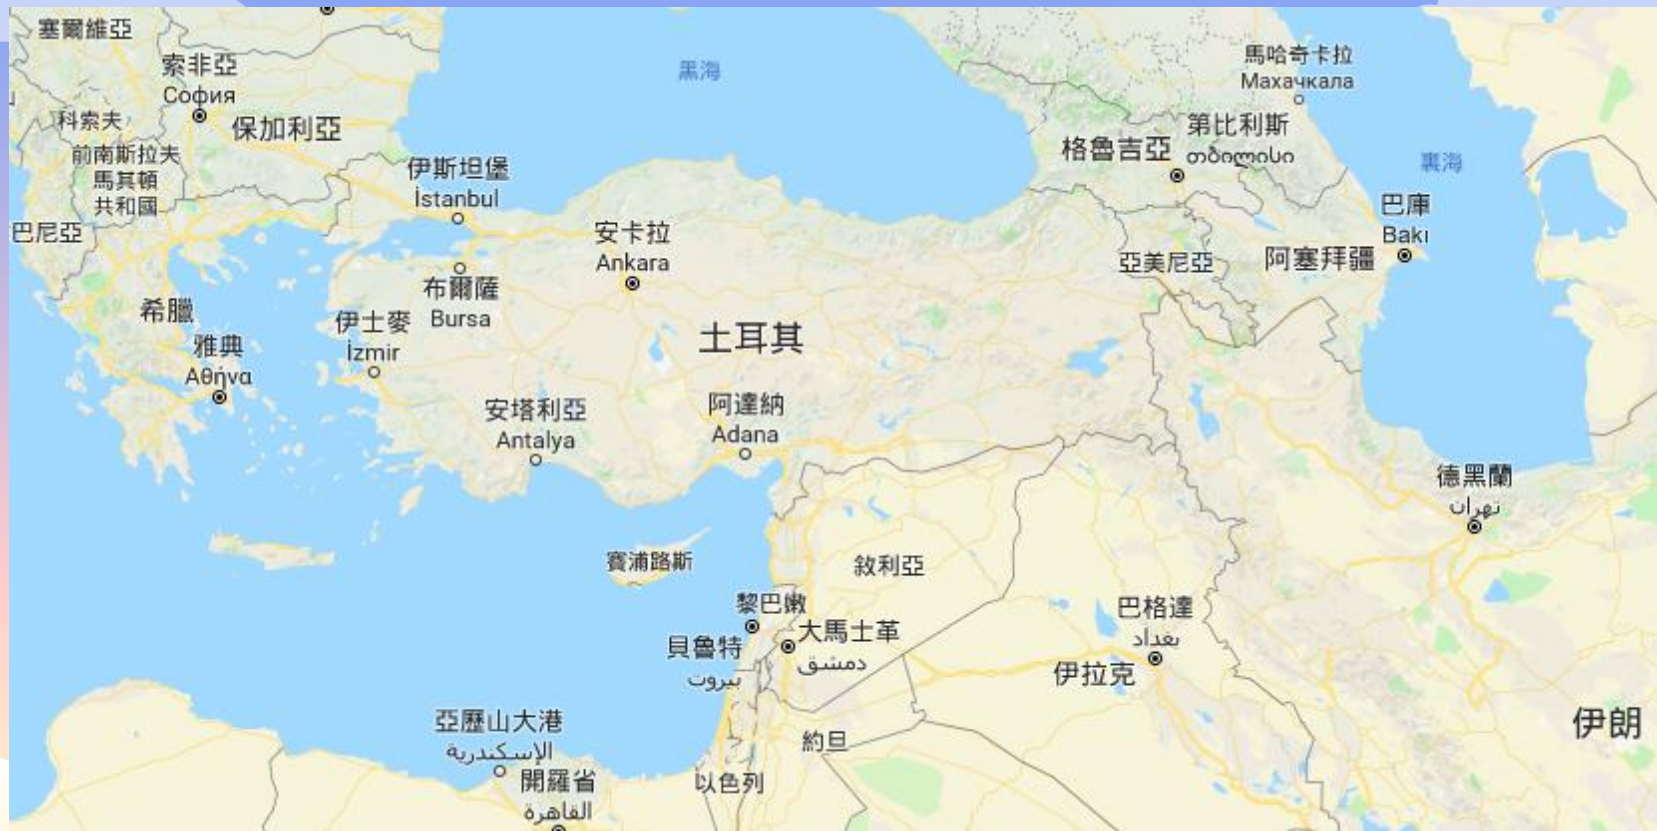 塞爾維亞
索非亞
София
科索夫
保加利亞
前南斯拉夫
馬其頓
共和國
巴尼亞
希臘
雅典
Αθήνα
黑海
伊斯坦堡
İstanbul
安卡拉
Ankara
布爾薩
Bursa
伊士麥
İzmir
土耳其
安塔利亞
Antalya
阿達納
Adana
馬哈奇卡拉
Махачкала
第比利斯
თბილისი
格魯吉亞
裏海
巴庫
Bakı
亞美尼亞
阿塞拜疆
德黑蘭
تهران
賽浦路斯
敘利亞
黎巴嫩
大馬士革
دمشق
貝魯特
بيروت
巴格達
بغداد
伊拉克
伊朗
亞歷山大港
الإسكندرية
開羅省
القاهرة
約旦
以色列